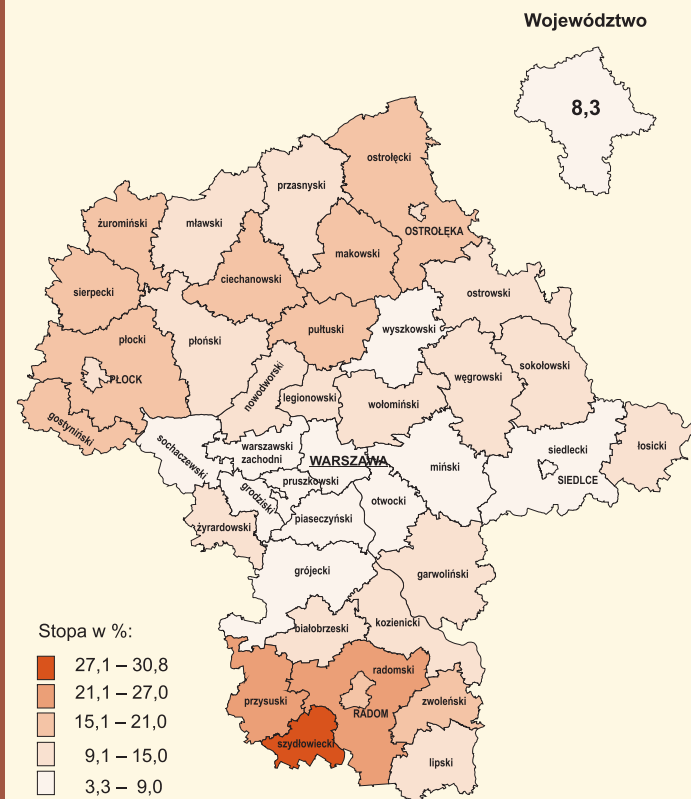 Województwo
8,3
ostrołęcki
przasnyski
OSTROŁĘKA
żuromiński
mławski
makowski
ciechanowski
sierpecki
ostrowski
pułtuski
wyszkowski
płocki
płoński
sokołowski
węgrowski
PŁOCK
nowodworski
legionowski
wołomiński
gostyniński
sochaczewski
warszawski
zachodni
WARSZAWA
miński
siedlecki
SIEDLCE
łosicki
pruszkowski
grodziski
otwocki
piaseczyński
żyrardowski
grójecki
garwoliński
białobrzeski
kozienicki
radomski
przysuski
zwoleński
RADOM
szydłowiecki
lipski
Stopa w %:
27,1 – 30,8
21,1 – 27,0
15,1 – 21,0
9,1 – 15,0
3,3 – 9,0